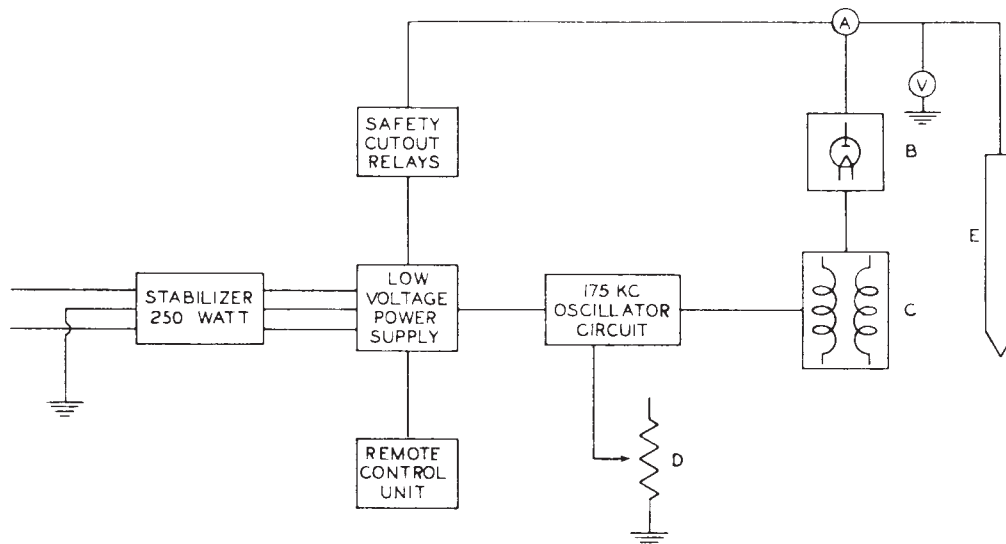 A
V
SAFETY
CUTOUT
RELAYS
B
E
STABILIZER
250 WATT
LOW
VOLTAGE
POWER
SUPPLY
175 KC
OSCILLATOR
CIRCUIT
C
REMOTE
CONTROL
UNIT
D